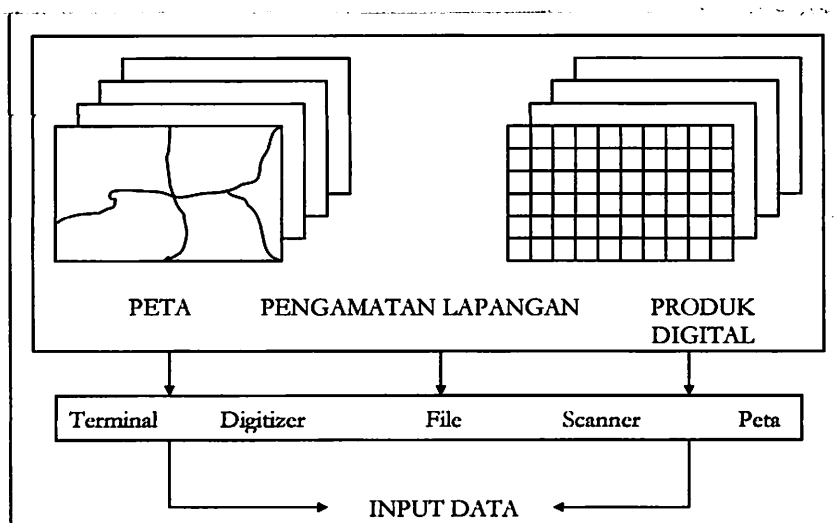 PETA PENGAMATAN LAPANGAN PRODUK
DIGITAL
Terminal Digitizer File Scanner Peta
INPUT DATA